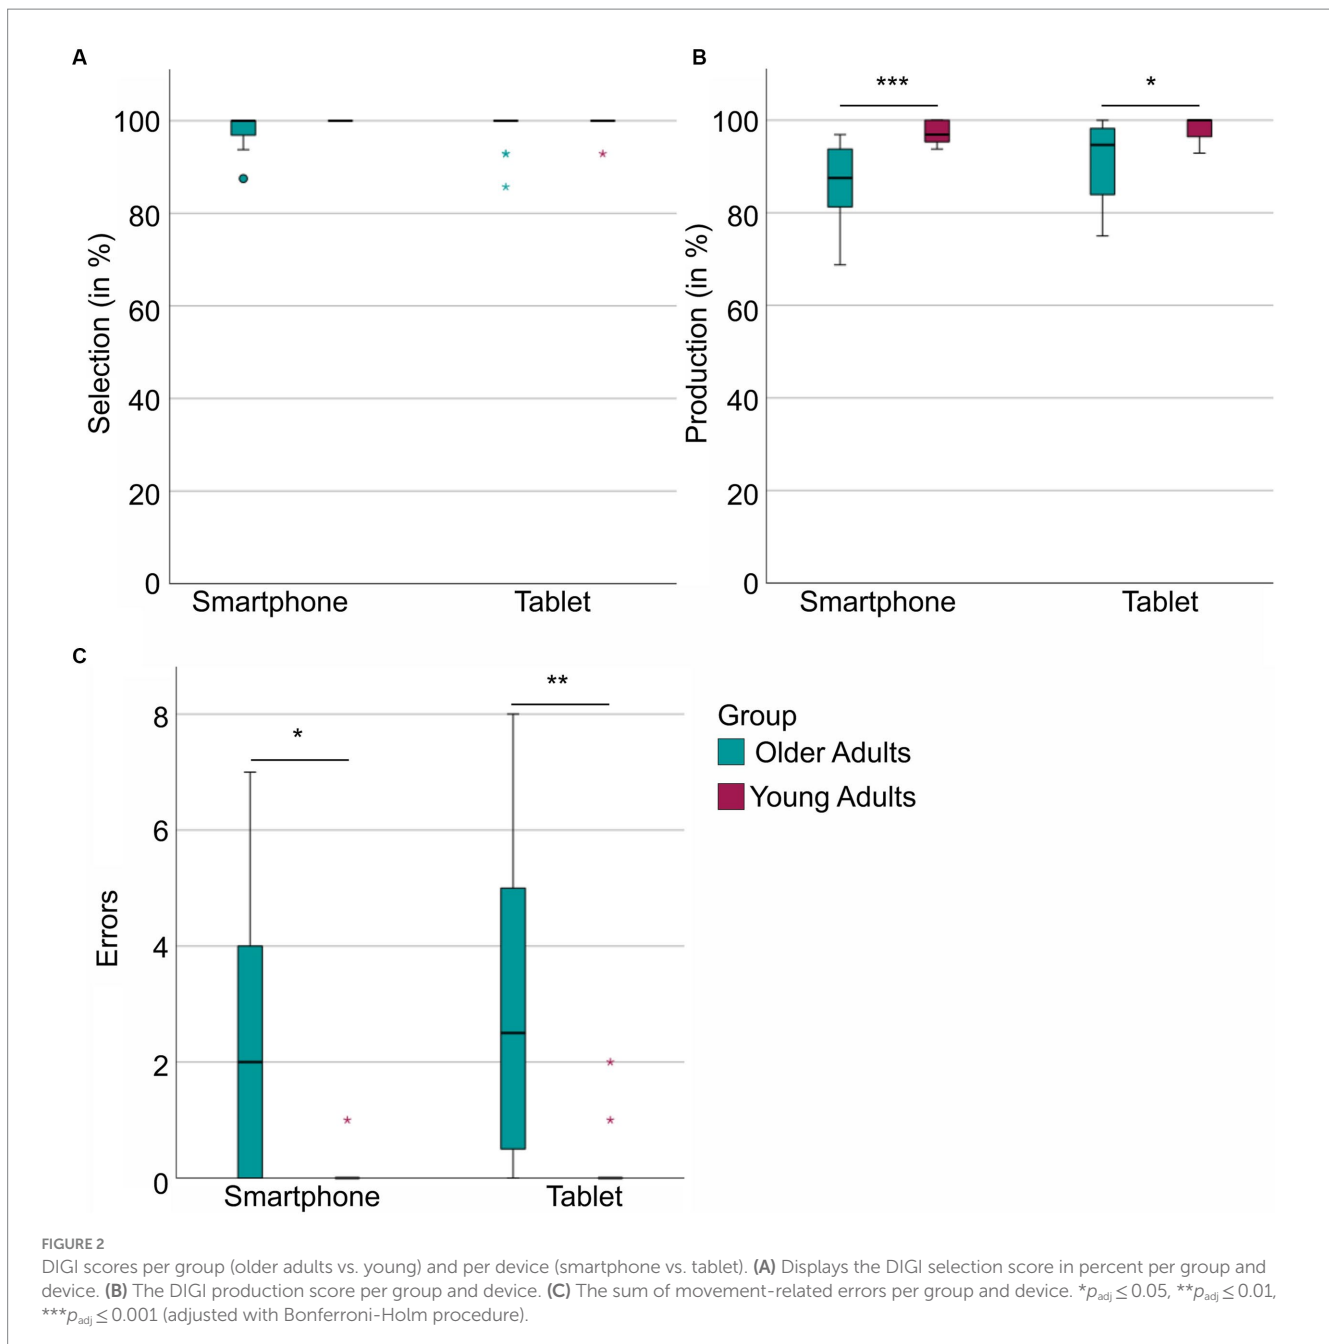 A
100
80
60
40
20
0
Selection (in %)
Smartphone
Tablet
B
***
*
100
80
60
40
20
0
Production (in %)
Smartphone
Tablet
C
*
**
8
6
4
2
0
Errors
Smartphone
Tablet
Group
Older Adults
Young Adults
FIGURE 2
DIGI scores per group (older adults vs. young) and per device (smartphone vs. tablet). (A) Displays the DIGI selection score in percent per group and
device. (B) The DIGI production score per group and device. (C) The sum of movement-related errors per group and device. *padj ≤ 0.05, **padj ≤ 0.01,
***padj ≤ 0.001 (adjusted with Bonferroni-Holm procedure).